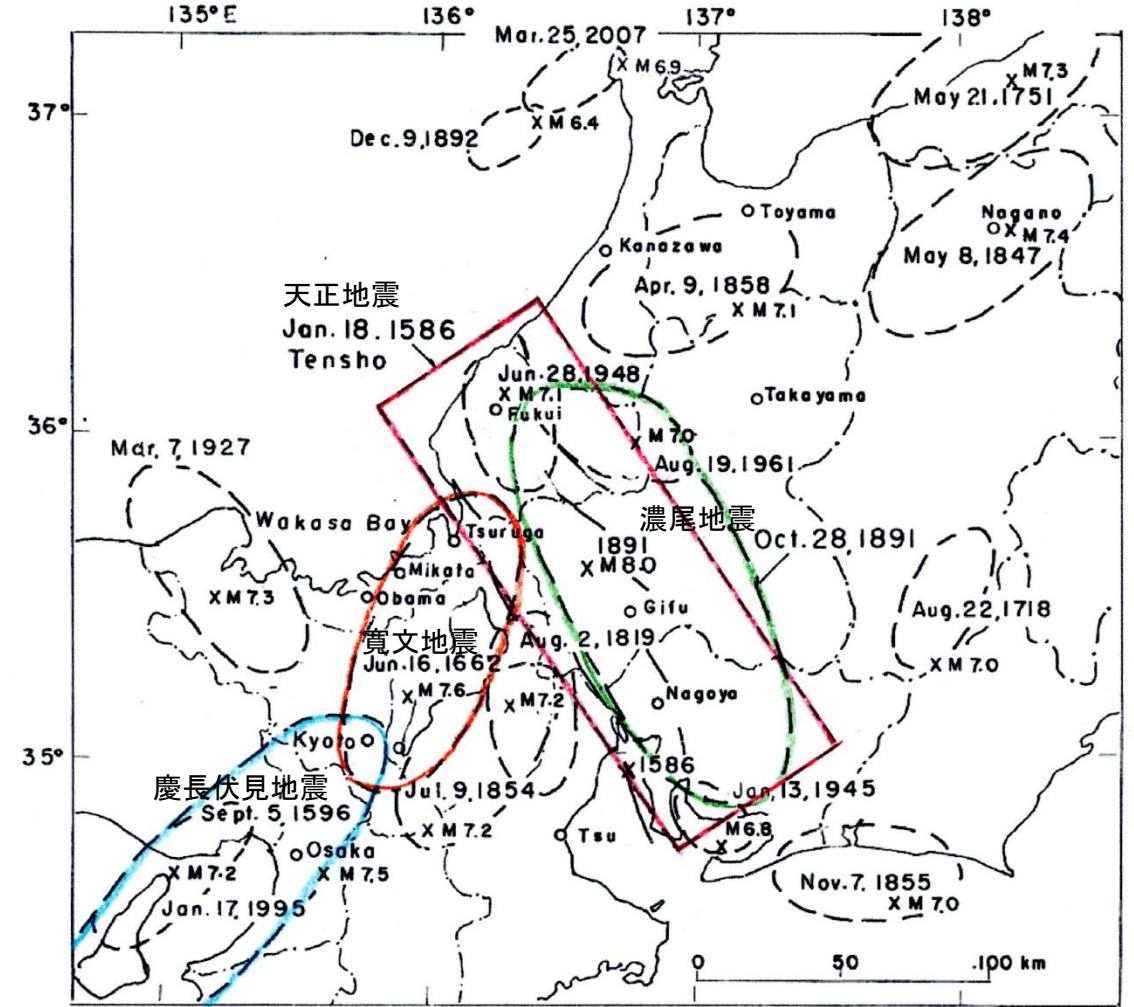 135°E
136°
137°
138°
Mar. 25, 2007
× M 6.9
× M 6.4
Dec. 9, 1892
37°
× M 7.3
May 21, 1751
Toyama
Nagano
× M 7.4
May 8, 1847
Kanazawa
Apr. 9, 1858
× M 7.1
天正地震
Jan. 18. 1586
Tensho
Jun. 28, 1948
× M 7.1
Fukui
Takayama
36°
× M 7.0
Aug. 19, 1961
Mar. 7, 1927
Wakasa Bay
Tsuruga
濃尾地震
Oct. 28, 1891
1891
× M 8.0
Mikata
Obama
× M 7.3
Gifu
Aug. 22, 1718
× M 7.0
寛文地震
Aug. 2, 1819
Jun. 16, 1662
× M 7.6
× M 7.2
Nagoya
Kyoto
35°
1586
慶長伏見地震
Sept. 5, 1596
Jul. 9, 1854
× M 7.2
Jan. 13, 1945
M 6.8
Tsu
Osaka
× M 7.2
× M 7.5
Jan. 17, 1995
Nov. 7, 1855
× M 7.0
0 50 100 km